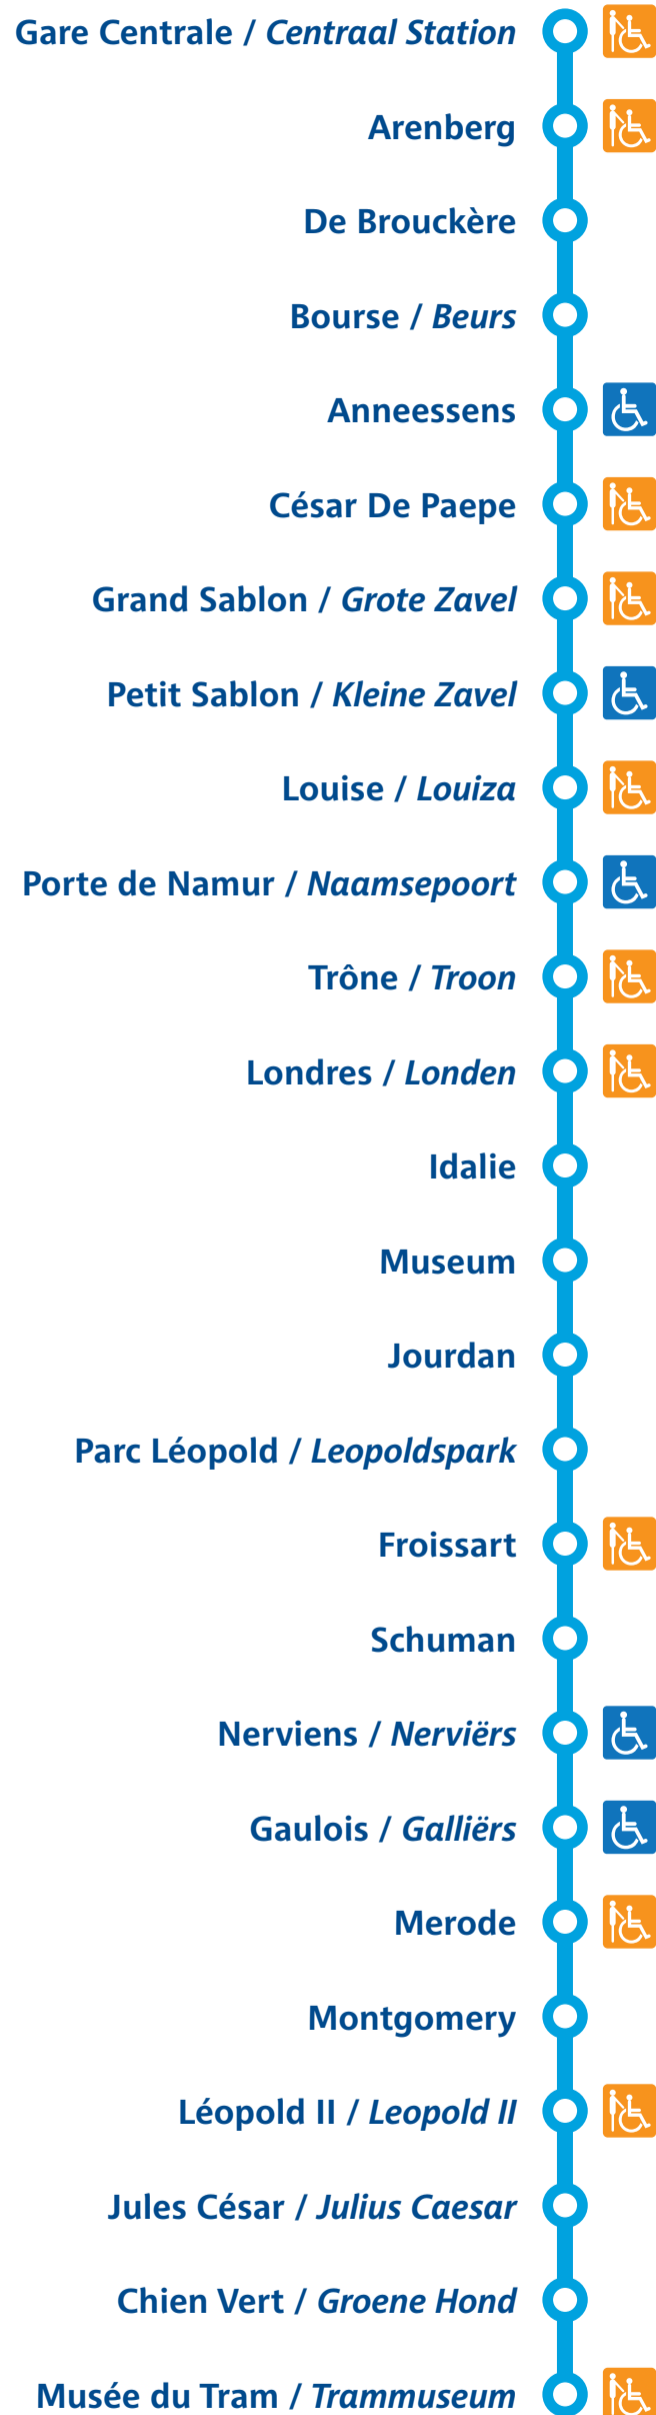 Gare Centrale / Centraal Station
Arenberg
De Brouckère
Bourse / Beurs
Anneessens
César De Paepe
Grand Sablon / Grote Zavel
Petit Sablon / Kleine Zavel
Louise / Louiza
Porte de Namur / Naamsepoort
Trône / Troon
Londres / Londen
Idalie
Museum
Jourdan
Parc Léopold / Leopoldspark
Froissart
Schuman
Nerviens / Nerviërs
Gaulois / Galliërs
Merode
Montgomery
Léopold II / Leopold II
Jules César / Julius Caesar
Chien Vert / Groene Hond
Musée du Tram / Trammuseum